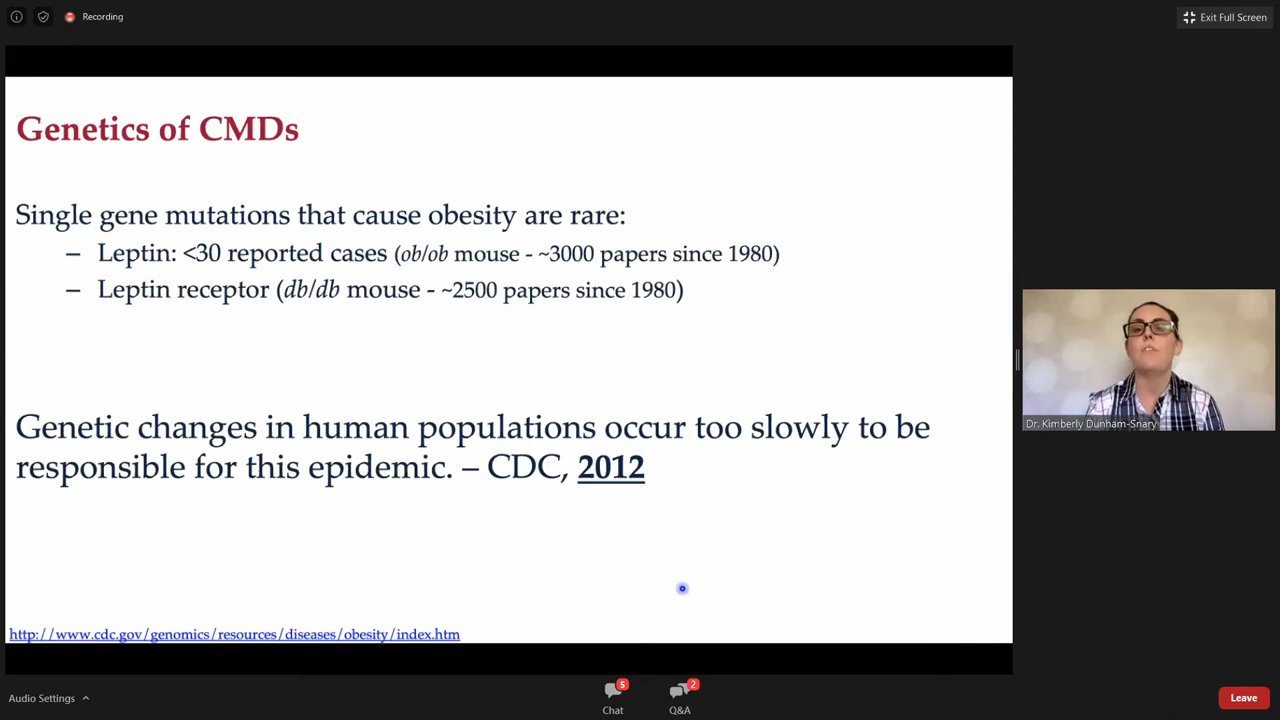 Recording
Exit Full Screen
Genetics of CMDs
Single gene mutations that cause obesity are rare:
– Leptin: <30 reported cases (ob/ob mouse - ~3000 papers since 1980)
– Leptin receptor (db/db mouse - ~2500 papers since 1980)
Genetic changes in human populations occur too slowly to be
responsible for this epidemic. – CDC, 2012
http://www.cdc.gov/genomics/resources/diseases/obesity/index.htm
Dr. Kimberly Dunham-Snary
Audio Settings
5
Chat
2
Q&A
Leave